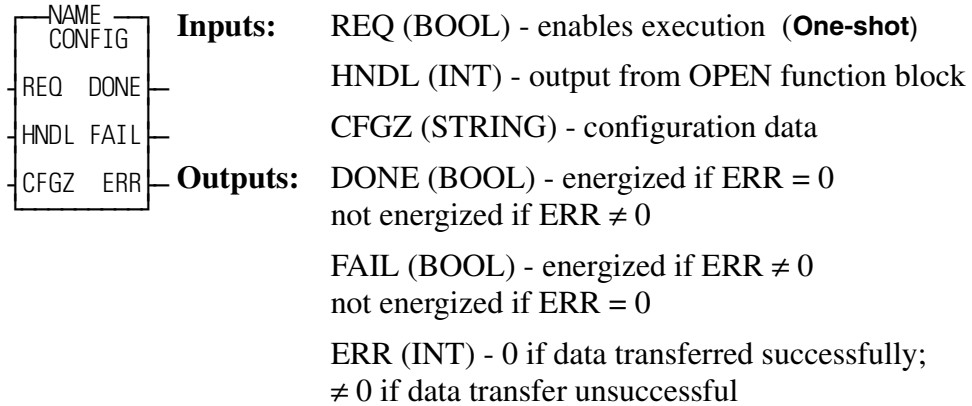 NAME
CONFIG
REQ DONE
HNDL FAIL
CFGZ ERR
Inputs: REQ (BOOL) - enables execution (One-shot)
HNDL (INT) - output from OPEN function block
CFGZ (STRING) - configuration data
Outputs: DONE (BOOL) - energized if ERR = 0
not energized if ERR ≠ 0
FAIL (BOOL) - energized if ERR ≠ 0
not energized if ERR = 0
ERR (INT) - 0 if data transferred successfully;
≠ 0 if data transfer unsuccessful